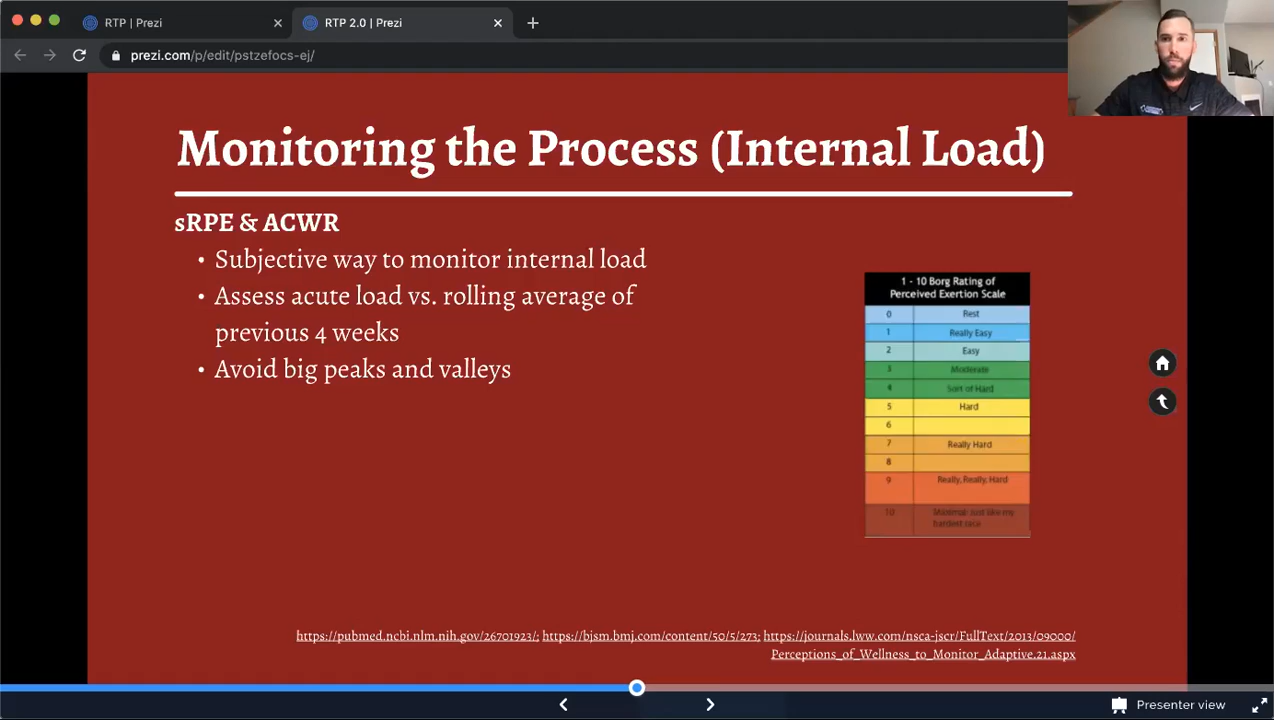 RTP | Prezi
RTP 2.0 | Prezi
prezi.com/p/edit/pstzefocs-ej/
Monitoring the Process (Internal Load)
sRPE & ACWR
• Subjective way to monitor internal load
• Assess acute load vs. rolling average of
previous 4 weeks
• Avoid big peaks and valleys
1 - 10 Borg Rating of
Perceived Exertion Scale
0 Rest
1 Really Easy
2 Easy
3 Moderate
4 Sort of Hard
5 Hard
6
7 Really Hard
8
9 Really, Really, Hard
10 just like my
hardest race
https://pubmed.ncbi.nlm.nih.gov/26701923/; https://bjsm.bmj.com/content/50/5/273; https://journals.lww.com/nsca-jscr/FullText/2013/09000/
Perceptions_of_Wellness_to_Monitor_Adaptive.21.aspx
Presenter view